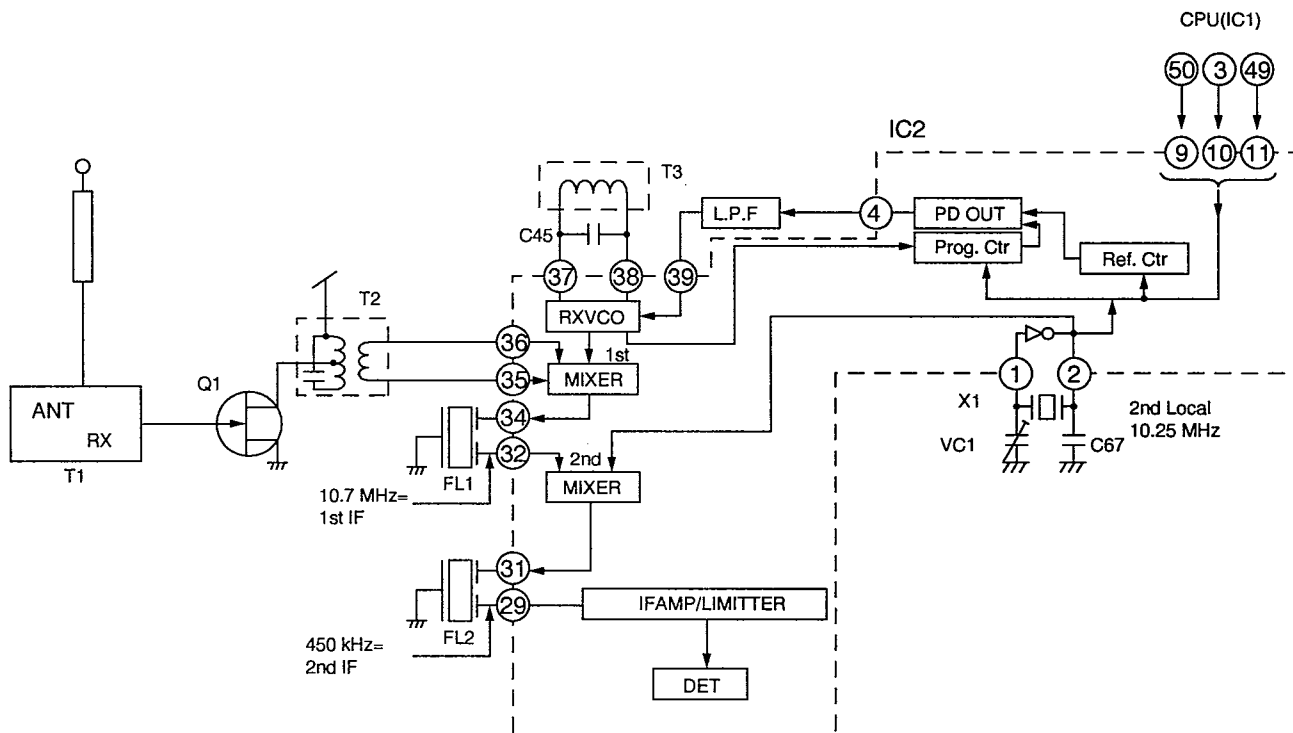 CPU(IC1)
50
3
49
IC2
9
10
11
T3
L.P.F
4
PD OUT
C45
Prog. Ctr
Ref. Ctr
37
38
39
T2
RXVCO
36
1st
35
MIXER
1
2
Q1
ANT
RX
T1
34
X1
2nd Local
10.25 MHz
VC1
C67
32
2nd
FL1
MIXER
10.7 MHz=
1st IF
31
29
IFAMP/LIMITTER
FL2
450 kHz=
2nd IF
DET